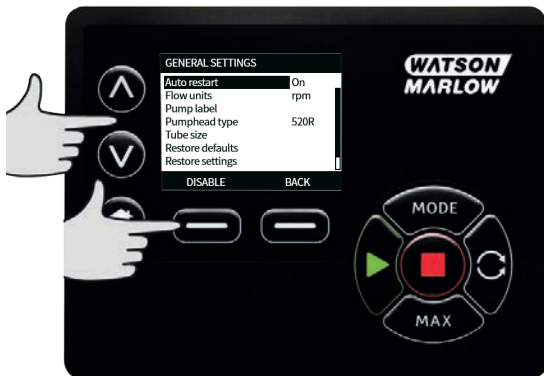 GENERAL SETTINGS
Auto restart On
Flow units rpm
Pump label
Pumphead type 520R
Tube size
Restore defaults
Restore settings
DISABLE BACK
WATSON
MARLOW
MODE
MAX